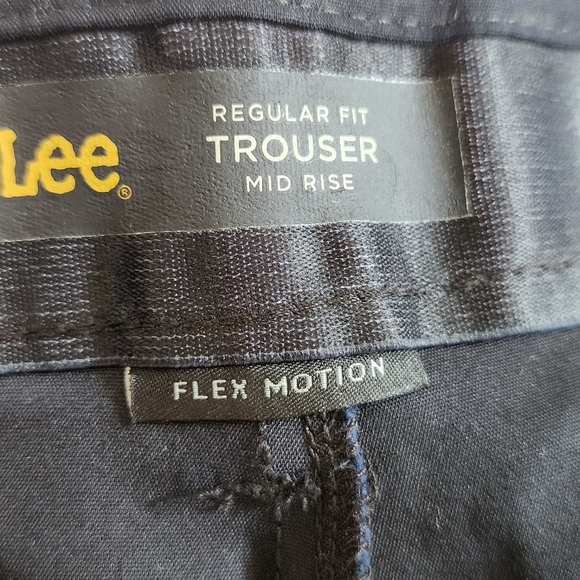 Lee®
REGULAR FIT
TROUSER
MID RISE
FLEX MOTION